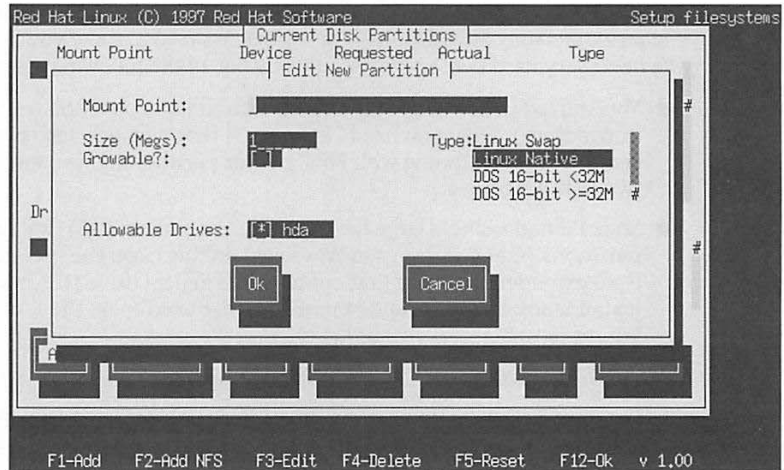 Red Hat Linux (C) 1997 Red Hat Software Setup filesystems
Current Disk Partitions
Mount Point Device Requested Actual Type
Edit New Partition
Mount Point:
Size (Megs): 1 Type:Linux Swap
Growable?: [ ] Linux Native
DOS 16-bit <32M
DOS 16-bit >=32M #
#
Dr
Allowable Drives: [*] hda
#
Ok Cancel
A
F1-Add F2-Add NFS F3-Edit F4-Delete F5-Reset F12-Ok v 1.00